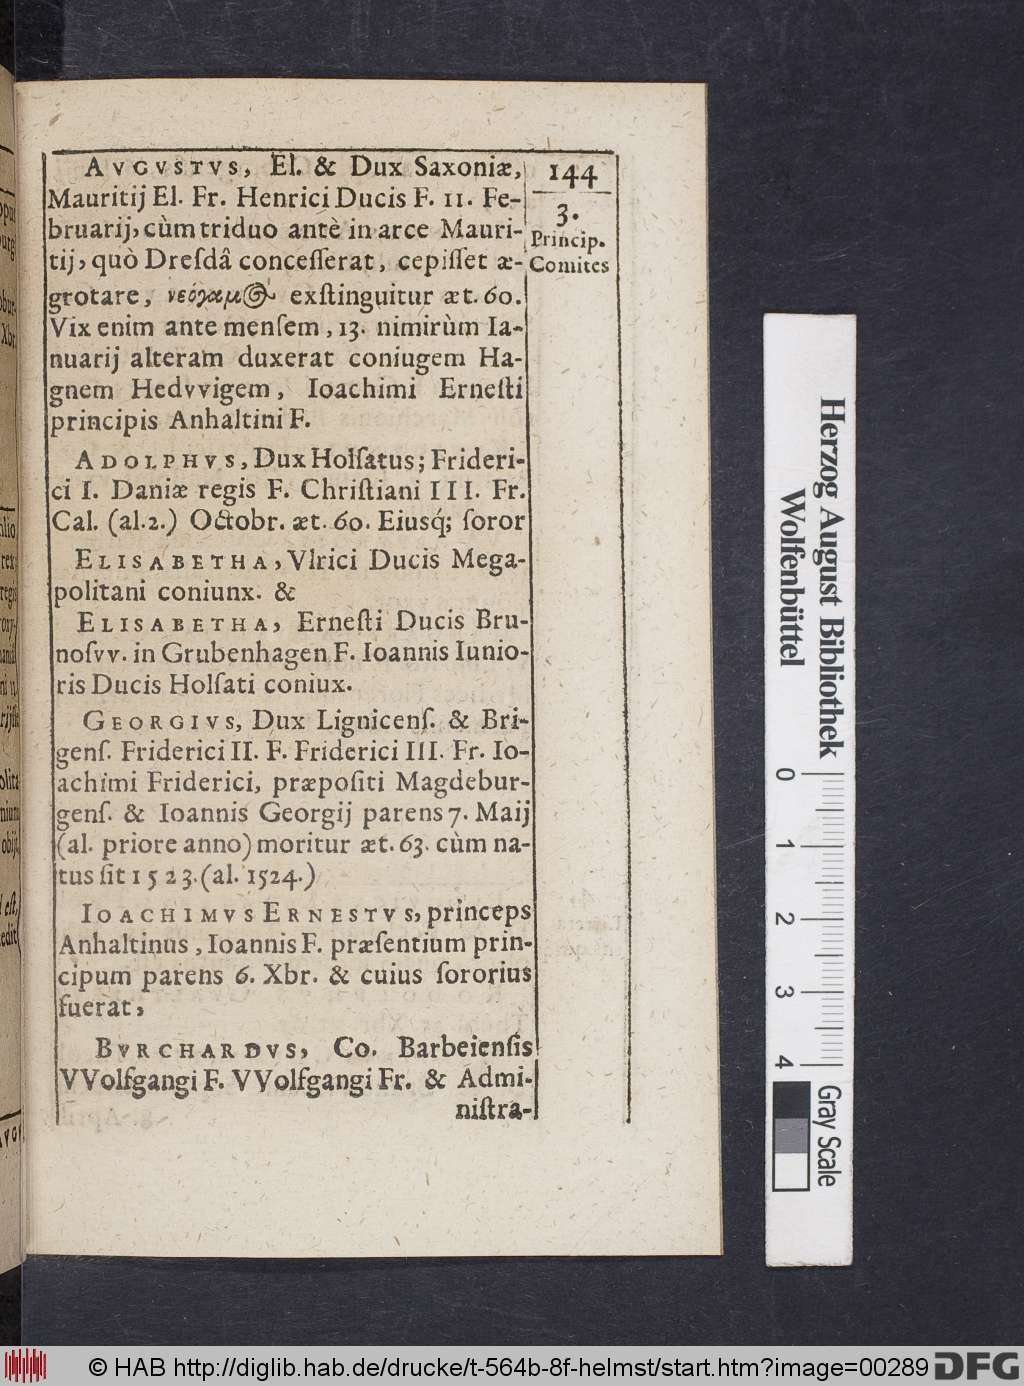 144
3.
Princip.
Comites
AVGVSTVS, El. & Dux Saxoniæ,
Mauritij El. Fr. Henrici Ducis F. 11. Fe-
bruarij, cùm triduo antè in arce Mauri-
tij, quò Dreſdâ conceſſerat, cepiſſet æ-
grotare, νεόγαμος exſtinguitur æt. 60.
Vix enim ante menſem, 13. nimirùm Ia-
nuarij alteram duxerat coniugem Ha-
gnem Hedvvigem, Ioachimi Erneſti
principis Anhaltini F.
ADOLPHVS, Dux Holſatus; Frideri-
ci I. Daniæ regis F. Chriſtiani III. Fr.
Cal. (al. 2.) Octobr. æt. 60. Eiusq́; ſoror
ELISABETHA, Vlrici Ducis Mega-
politani coniunx. &
ELISABETHA, Erneſti Ducis Bru-
noſvv. in Grubenhagen F. Ioannis Iunio-
ris Ducis Holſati coniux.
GEORGIVS, Dux Lignicenſ. & Bri-
genſ. Friderici II. F. Friderici III. Fr. Io-
achimi Friderici, præpoſiti Magdebur-
genſ. & Ioannis Georgij parens 7. Maij
(al. priore anno) moritur æt. 63. cùm na-
tus ſit 1523. (al. 1524.)
IOACHIMVS ERNESTVS, princeps
Anhaltinus, Ioannis F. præſentium prin-
cipum parens 6. Xbr. & cuius ſororius
fuerat,
BVRCHARDVS, Co. Barbeienſis
VVolfgangi F. VVolfgangi Fr. & Admi-
niſtra-
Herzog August Bibliothek
Wolfenbüttel
0 1 2 3 4
Gray Scale
© HAB http://diglib.hab.de/drucke/t-564b-8f-helmst/start.htm?image=00289
DFG